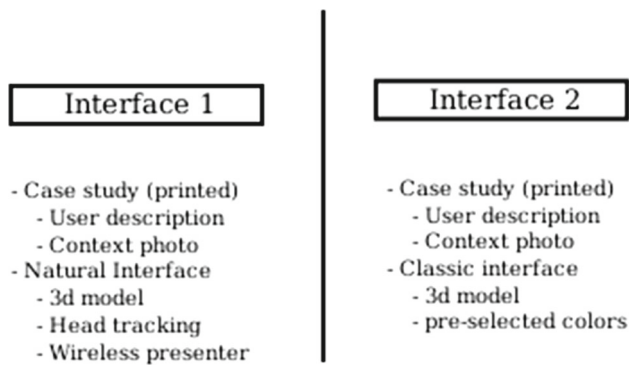 Interface 1
- Case study (printed)
- User description
- Context photo
- Natural Interface
- 3d model
- Head tracking
- Wireless presenter
Interface 2
- Case study (printed)
- User description
- Context photo
- Classic interface
- 3d model
- pre-selected colors